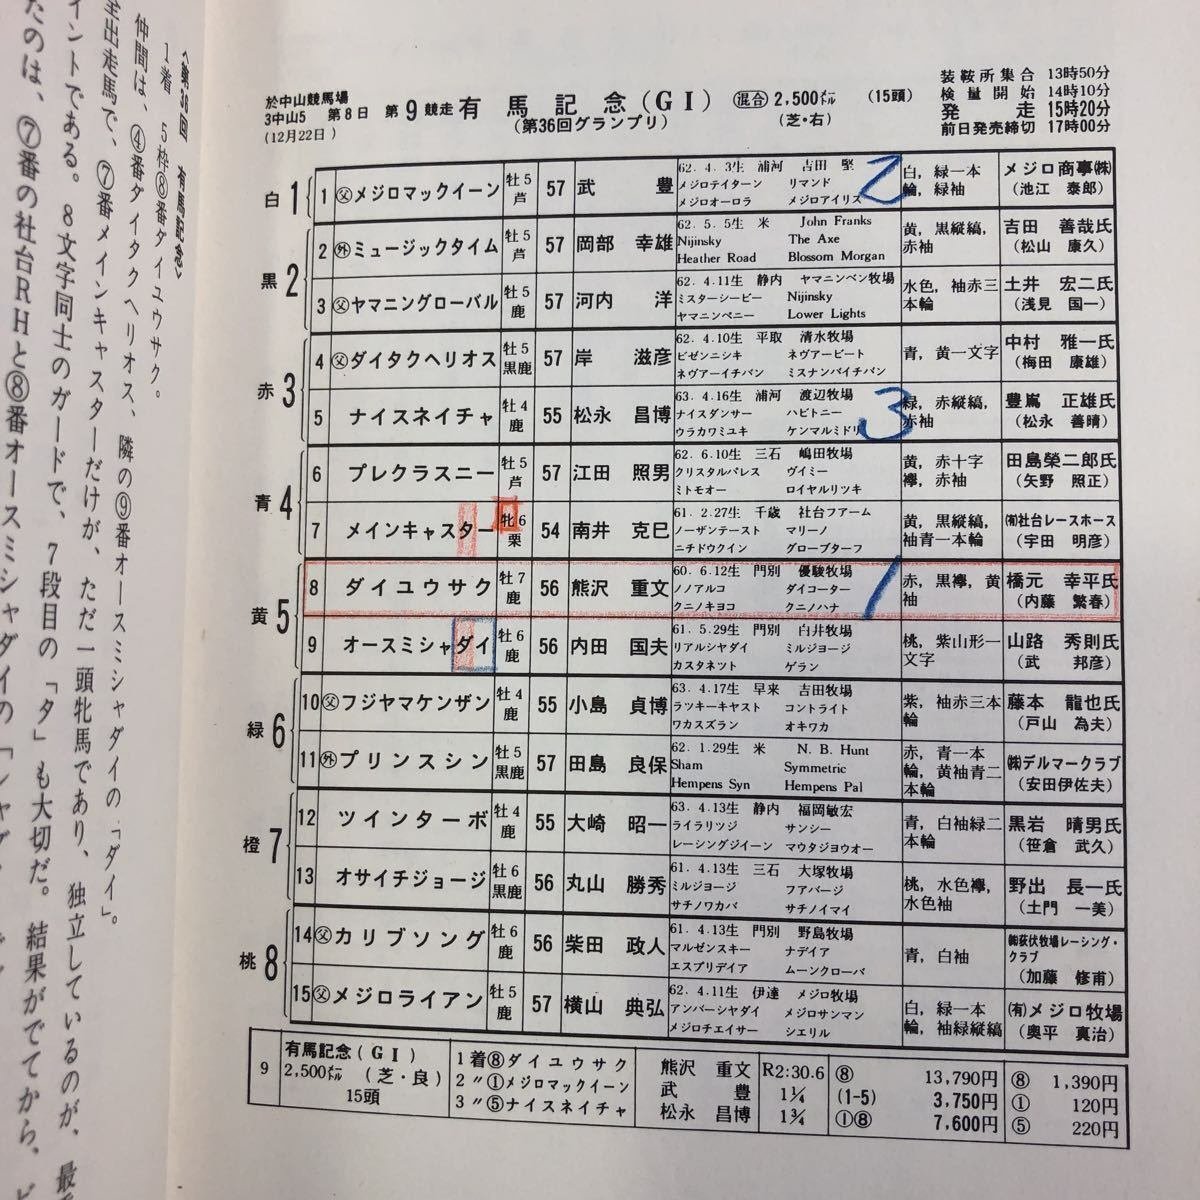 〈第36回　有馬記念〉
1着　5枠⑧番ダイユウサク。
仲間は、④番ダイタクヘリオス、　隣の⑨番オースミシャダイの「ダイ」。
全出走馬で、⑦番メインキャスターだけが、ただ一頭牝馬であり、独立しているのが、最
イントである。8文字同士のガードで、7段目の「タ」も大切だ。結果がでてから、ビ
たのは、⑦番の社台RHと⑧番オースミシャダイの「シャダ
於中山競馬場
3中山5　第8日　第9競走 有馬記念(GⅠ) 混合 2,500㍍　(15頭)
(12月22日)　(第36回グランプリ)　(芝・右)
装鞍所集合 13時50分
検量開始 14時10分
発走 15時20分
前日発売締切 17時00分
白1 1 父メジロマックイーン 牡5芦 57 武　豊 62. 4. 3生 浦河 吉田 堅 メジロテイターン リマンド メジロオーロラ メジロアイリス 2 白，緑一本輪，緑袖 メジロ商事㈱ (池江 泰郎)
黒2 2 外ミュージックタイム 牡5芦 57 岡部 幸雄 62. 5. 5生 米 John Franks Nijinsky The Axe Heather Road Blossom Morgan 黄，黒縦縞，赤袖 吉田 善哉氏 (松山 康久)
3 父ヤマニングローバル 牡5鹿 57 河内 洋 62. 4.11生 静内 ヤマニンベン牧場 ミスターシービー Nijinsky ヤマニンペニー Lower Lights 水色，袖赤三本輪 土井 宏二氏 (浅見 国一)
赤3 4 父ダイタクヘリオス 牡5黒鹿 57 岸 滋彦 62. 4.10生 平取 清水牧場 ビゼンニシキ ネヴアービート ネヴアーイチバン ミスナンバイチバン 青，黄一文字 中村 雅一氏 (梅田 康雄)
5 ナイスネイチャ 牡4鹿 55 松永 昌博 63. 4.16生 浦河 渡辺牧場 ナイスダンサー ハビトニー ウラカワミユキ ケンマルミドリ 3 緑，赤縦縞，赤袖 豊嶌 正雄氏 (松永 善晴)
青4 6 プレクラスニー 牡5芦 57 江田 照男 62. 6.10生 三石 嶋田牧場 クリスタルパレス ヴイミー ミトモオー ロイヤルリツキ 黄，赤十字襷，赤袖 田島榮二郎氏 (矢野 照正)
7 メインキャスター 牝6栗 54 南井 克巳 61. 2.27生 千歳 社台フアーム ノーザンテースト マリーノ ニチドウクイン グローブターフ 黄，黒縦縞，袖青一本輪 ㈲社台レースホース (宇田 明彦)
黄5 8 ダイユウサク 牡7鹿 56 熊沢 重文 60. 6.12生 門別 優駿牧場 ノノアルコ ダイコーター クニノキヨコ クニノハナ 1 赤，黒襷，黄袖 橋元 幸平氏 (内藤 繁春)
9 オースミシャダイ 牡6鹿 56 内田 国夫 61. 5.29生 門別 白井牧場 リアルシヤダイ ミルジョージ カスタネツト ゲラン 桃，紫山形一文字 山路 秀則氏 (武 邦彦)
緑6 10 父フジヤマケンザン 牡4鹿 55 小島 貞博 63. 4.17生 早来 吉田牧場 ラツキーキヤスト コントライト ワカスズラン オキワカ 紫，袖赤三本輪 藤本 龍也氏 (戸山 為夫)
11 外プリンスシン 牡5黒鹿 57 田島 良保 62. 1.29生 米 N. B. Hunt Sham Symmetric Hempens Syn Hempens Pal 赤，青一本輪，黄袖青二本輪 ㈱デルマークラブ (安田伊佐夫)
橙7 12 ツインターボ 牡4鹿 55 大崎 昭一 63. 4.13生 静内 福岡敏宏 ライラリツジ サンシー レーシングジイーン マウタジヨウオー 青，白袖緑二本輪 黒岩 晴男氏 (笹倉 武久)
13 オサイチジョージ 牡6黒鹿 56 丸山 勝秀 61. 4.13生 三石 大塚牧場 ミルジョージ フアバージ サチノワカバ サチノイマイ 桃，水色襷，水色袖 野出 長一氏 (土門 一美)
桃8 14 父カリブソング 牡6鹿 56 柴田 政人 61. 4.13生 門別 野島牧場 マルゼンスキー ナデイア エスプリデイア ムーンクローバ 青，白袖 ㈱荻伏牧場レーシング・クラブ (加藤 修甫)
15 父メジロライアン 牡5鹿 57 横山 典弘 62. 4.11生 伊達 メジロ牧場 アンバーシヤダイ メジロサンマン メジロチエイサー シエリル 白，緑一本輪，袖緑縦縞 ㈲メジロ牧場 (奥平 真治)
9 有馬記念(GⅠ) 1着⑧ダイユウサク 熊沢 重文 R2:30.6 ⑧ 13,790円 ⑧ 1,390円
2,500㍍ (芝・良) 2〃①メジロマックイーン 武　豊 1¼ (1-5) 3,750円 ① 120円
15頭 3〃⑤ナイスネイチャ 松永 昌博 1¾ ①⑧ 7,600円 ⑤ 220円